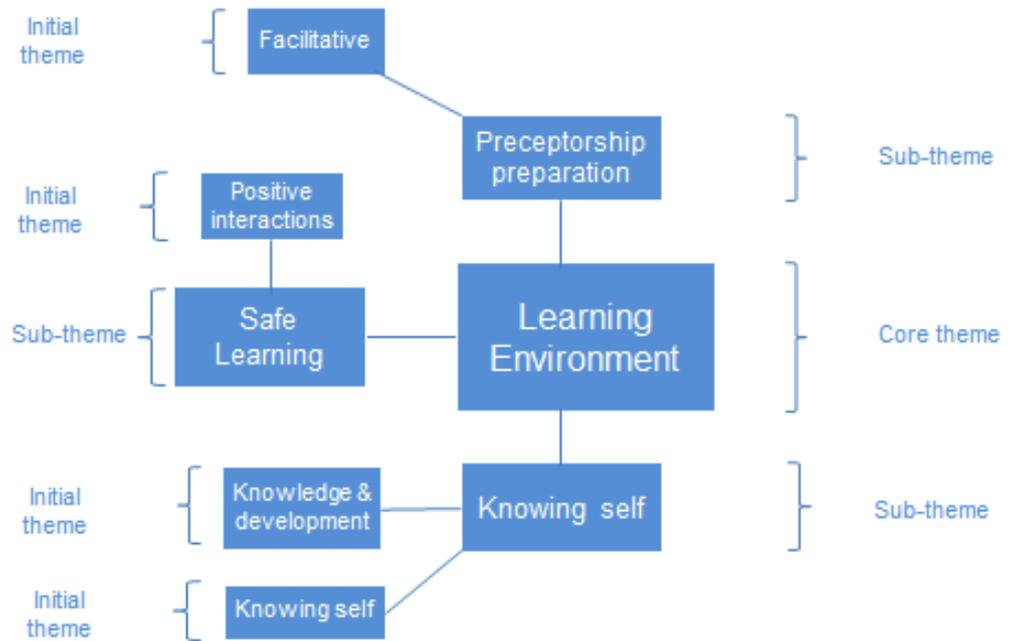 Initial
theme
Facilitative
Preceptorship
preparation
Sub-theme
Initial
theme
Positive
interactions
Sub-theme
Safe
Learning
Learning
Environment
Core theme
Initial
theme
Knowledge &
development
Knowing self
Sub-theme
Initial
theme
Knowing self